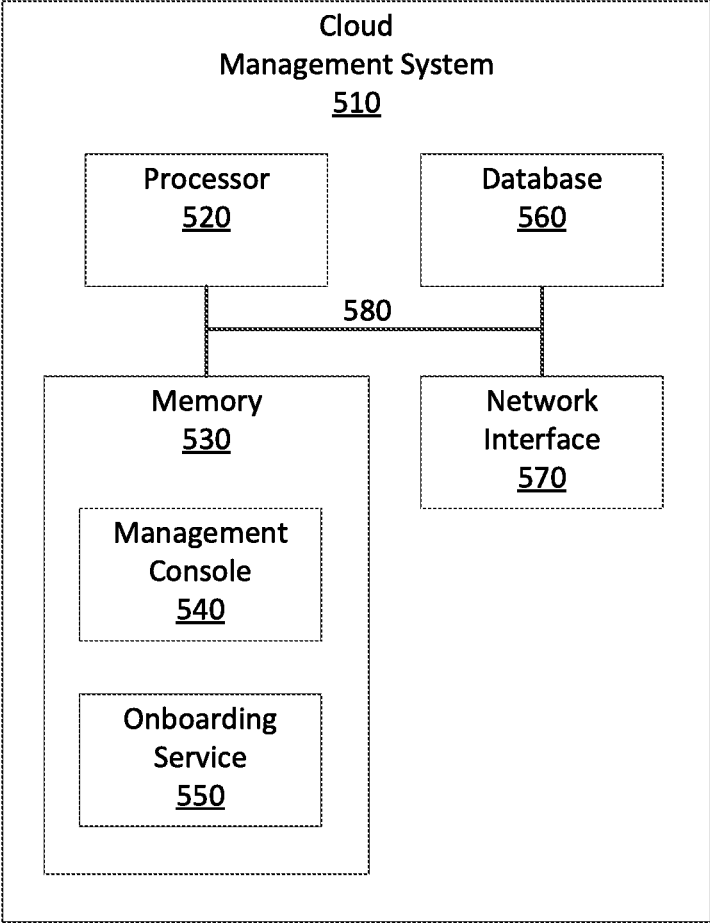 Cloud
Management System
510
Processor
520
Database
560
580
Memory
530
Network
Interface
570
Management
Console
540
Onboarding
Service
550